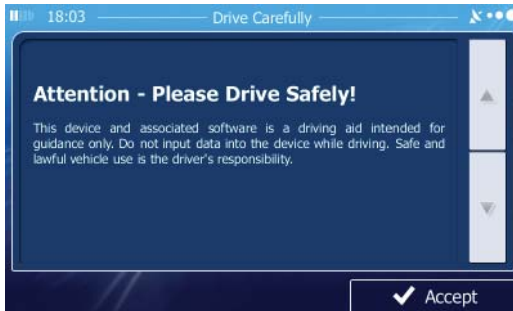 18:03 Drive Carefully
Attention - Please Drive Safely!
This device and associated software is a driving aid intended for
guidance only. Do not input data into the device while driving. Safe and
lawful vehicle use is the driver's responsibility.
Accept